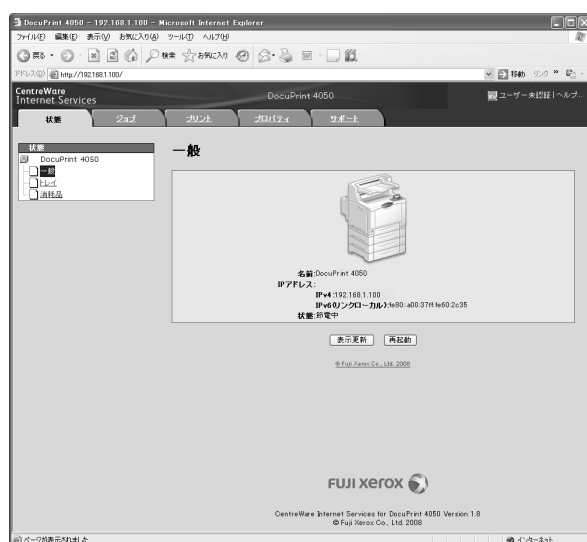 DocuPrint 4050 - 192.168.1.100 - Microsoft Internet Explorer
ファイル(F) 編集(E) 表示(V) お気に入り(A) ツール(T) ヘルプ(H)
戻る 検索 お気に入り
アドレス(D) http://192.168.1.100/ 移動 リンク »
CentreWare
Internet Services
DocuPrint 4050
ユーザー未認証 | ヘルプ...
状態 ジョブ プリント プロパティ サポート
状態
DocuPrint 4050
一般
トレイ
消耗品
一般
名前:DocuPrint 4050
IPアドレス:
IPv4:192.168.1.100
IPv6(リンクローカル):fe80::a00:37ff:fe60:2c35
状態:節電中
表示更新 再起動
© Fuji Xerox Co., Ltd. 2008
FUJI XEROX
CentreWare Internet Services for DocuPrint 4050 Version 1.8
© Fuji Xerox Co., Ltd. 2008
ページが表示されました インターネット